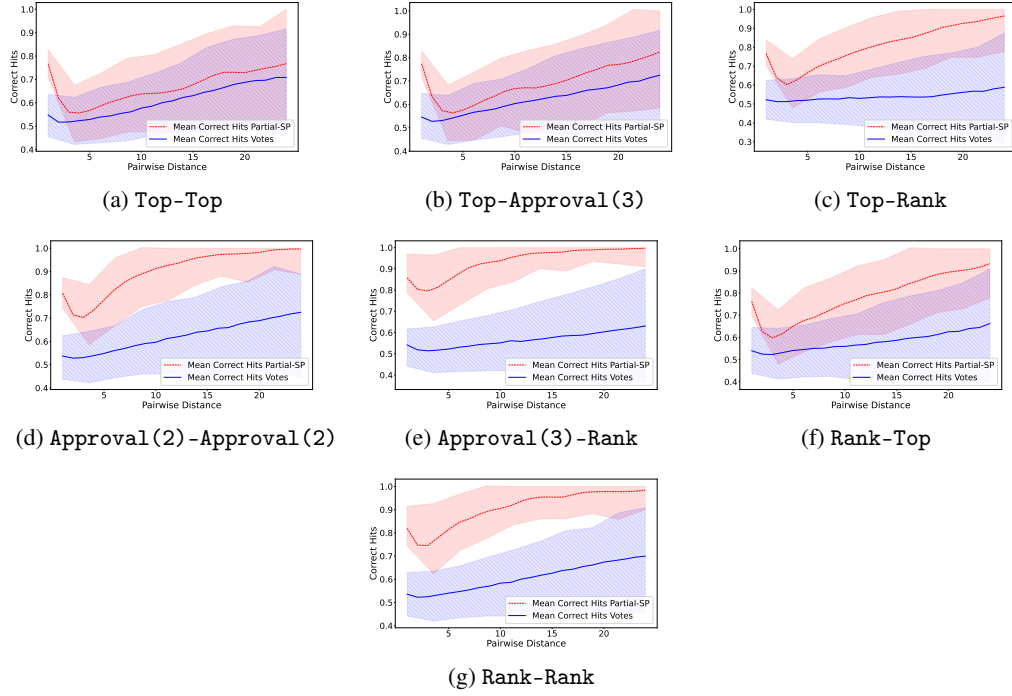 1.0
0.9
0.8
0.7
0.6
0.5
0.4
Correct Hits
Mean Correct Hits Partial-SP
Mean Correct Hits Votes
5 10 15 20
Pairwise Distance
(a) Top-Top
1.0
0.9
0.8
0.7
0.6
0.5
0.4
Correct Hits
Mean Correct Hits Partial-SP
Mean Correct Hits Votes
5 10 15 20
Pairwise Distance
(b) Top-Approval(3)
1.0
0.9
0.8
0.7
0.6
0.5
0.4
0.3
Correct Hits
Mean Correct Hits Partial-SP
Mean Correct Hits Votes
5 10 15 20
Pairwise Distance
(c) Top-Rank
1.0
0.9
0.8
0.7
0.6
0.5
0.4
Correct Hits
Mean Correct Hits Partial-SP
Mean Correct Hits Votes
5 10 15 20
Pairwise Distance
(d) Approval(2)-Approval(2)
1.0
0.9
0.8
0.7
0.6
0.5
0.4
Correct Hits
Mean Correct Hits Partial-SP
Mean Correct Hits Votes
5 10 15 20
Pairwise Distance
(e) Approval(3)-Rank
1.0
0.9
0.8
0.7
0.6
0.5
0.4
Correct Hits
Mean Correct Hits Partial-SP
Mean Correct Hits Votes
5 10 15 20
Pairwise Distance
(f) Rank-Top
1.0
0.9
0.8
0.7
0.6
0.5
0.4
Correct Hits
Mean Correct Hits Partial-SP
Mean Correct Hits Votes
5 10 15 20
Pairwise Distance
(g) Rank-Rank